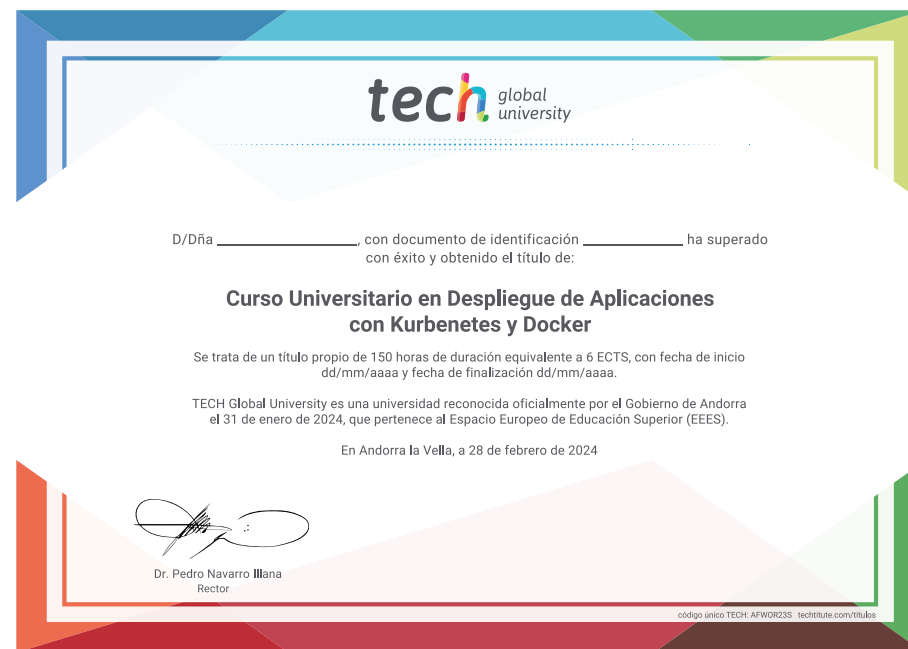 tech global
university
D/Dña ______________, con documento de identificación __________ ha superado
con éxito y obtenido el título de:
Curso Universitario en Despliegue de Aplicaciones
con Kurbenetes y Docker
Se trata de un título propio de 150 horas de duración equivalente a 6 ECTS, con fecha de inicio
dd/mm/aaaa y fecha de finalización dd/mm/aaaa.
TECH Global University es una universidad reconocida oficialmente por el Gobierno de Andorra
el 31 de enero de 2024, que pertenece al Espacio Europeo de Educación Superior (EEES).
En Andorra la Vella, a 28 de febrero de 2024
Dr. Pedro Navarro Illana
Rector
código único TECH: AFWOR23S techtitute.com/titulos